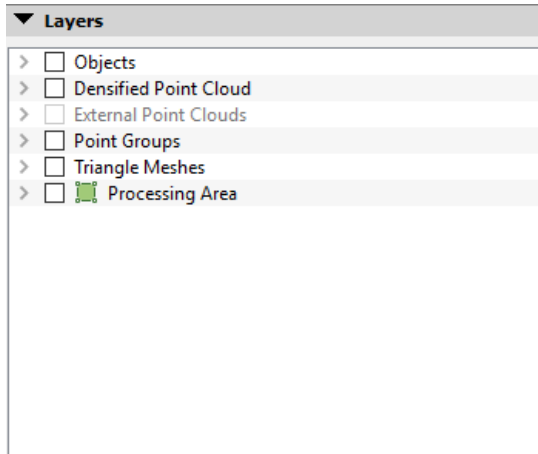 Layers
Objects
Densified Point Cloud
External Point Clouds
Point Groups
Triangle Meshes
Processing Area